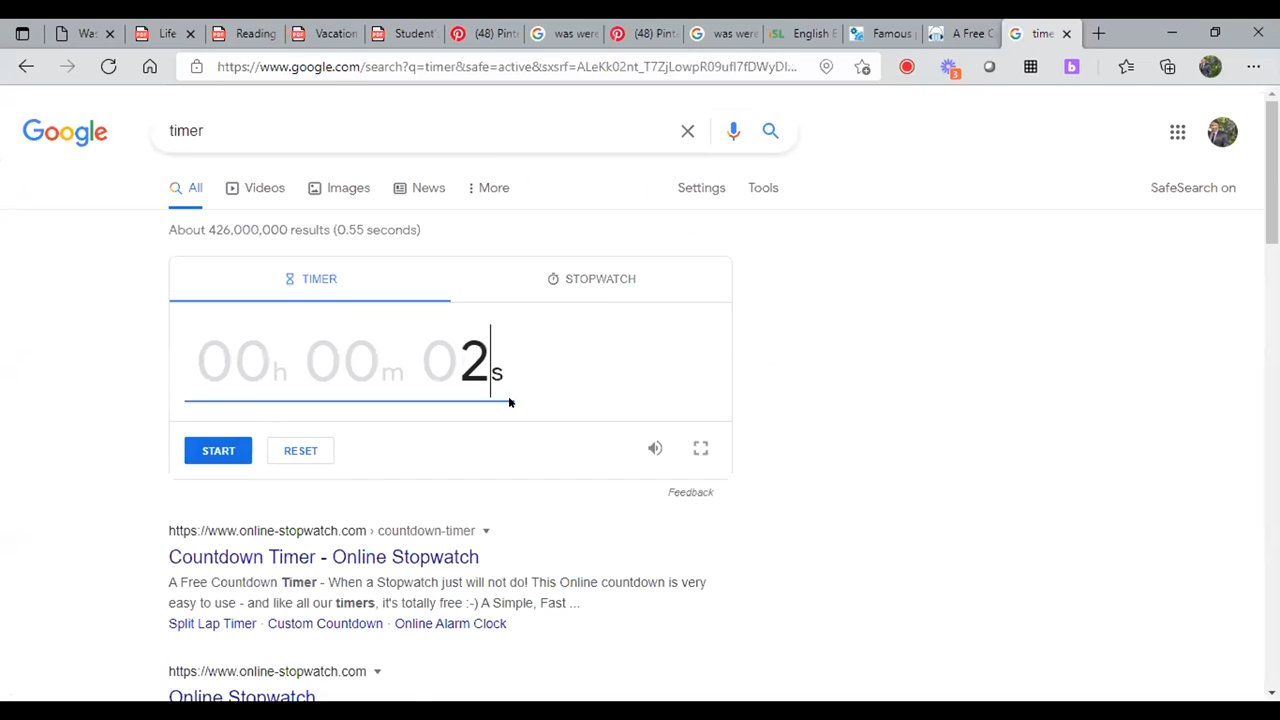 Wa:
Life
Reading
Vacation
Student's
(48) Pint
was were
(48) Pint
was were
ISL English E
Famous p
A Free C
time
https://www.google.com/search?q=timer&safe=active&sxsrf=ALeKk02nt_T7ZjLowpR09ufl7fDWyDl...
3
b
Google
timer
All
Videos
Images
News
More
Settings
Tools
SafeSearch on
About 426,000,000 results (0.55 seconds)
TIMER
STOPWATCH
00h 00m 02s
START
RESET
Feedback
https://www.online-stopwatch.com › countdown-timer
Countdown Timer - Online Stopwatch
A Free Countdown Timer - When a Stopwatch just will not do! This Online countdown is very
easy to use - and like all our timers, it's totally free :-) A Simple, Fast ...
Split Lap Timer · Custom Countdown · Online Alarm Clock
https://www.online-stopwatch.com
Online Stopwatch